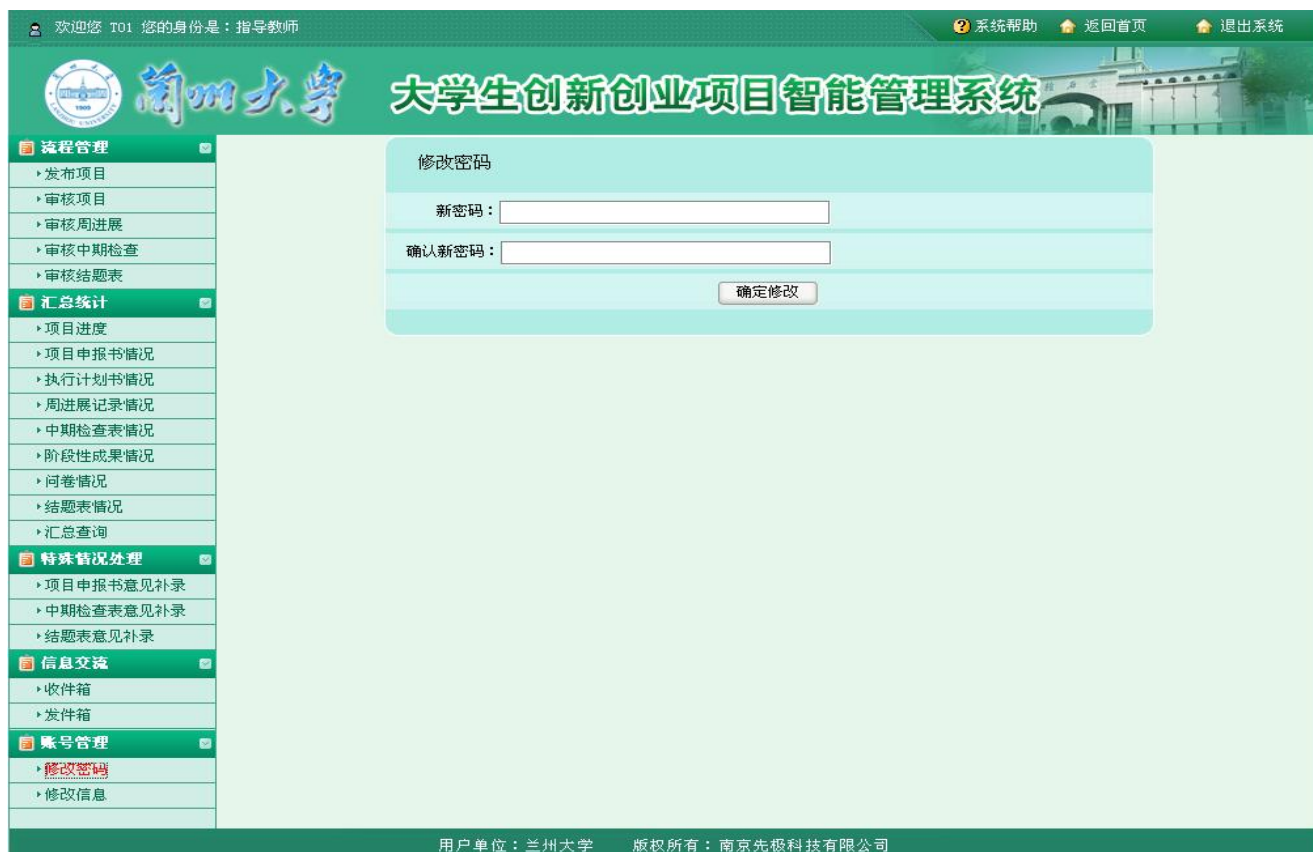 欢迎您 T01 您的身份是：指导教师
系统帮助 返回首页 退出系统
蘭州大學 大学生创新创业项目智能管理系统
流程管理
发布项目
审核项目
审核周进展
审核中期检查
审核结题表
汇总统计
项目进度
项目申报书情况
执行计划书情况
周进展记录情况
中期检查表情况
阶段性成果情况
问卷情况
结题表情况
汇总查询
特殊情况处理
项目申报书意见补录
中期检查表意见补录
结题表意见补录
信息交流
收件箱
发件箱
账号管理
修改密码
修改信息
修改密码
新密码：
确认新密码：
确定修改
用户单位：兰州大学 版权所有：南京先极科技有限公司